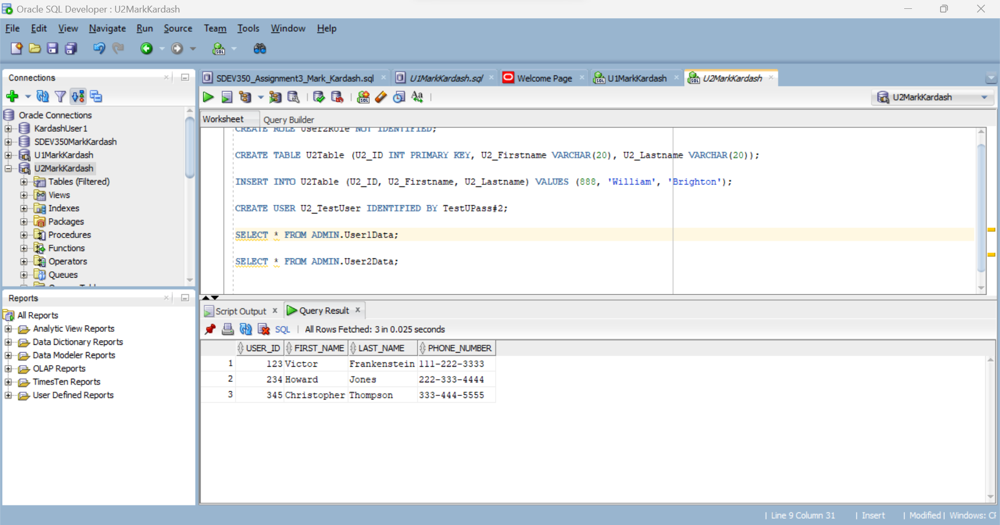 Oracle SQL Developer : U2MarkKardash
File Edit View Navigate Run Source Team Tools Window Help
Connections
Oracle Connections
KardashUser1
SDEV350MarkKardash
U1MarkKardash
U2MarkKardash
Tables (Filtered)
Views
Indexes
Packages
Procedures
Functions
Operators
Queues
Reports
All Reports
Analytic View Reports
Data Dictionary Reports
Data Modeler Reports
OLAP Reports
TimesTen Reports
User Defined Reports
SDEV350_Assignment3_Mark_Kardash.sql U1MarkKardash.sql Welcome Page U1MarkKardash U2MarkKardash
U2MarkKardash
Worksheet Query Builder
CREATE ROLE User2Role NOT IDENTIFIED;
CREATE TABLE U2Table (U2_ID INT PRIMARY KEY, U2_Firstname VARCHAR(20), U2_Lastname VARCHAR(20));
INSERT INTO U2Table (U2_ID, U2_Firstname, U2_Lastname) VALUES (888, 'William', 'Brighton');
CREATE USER U2_TestUser IDENTIFIED BY TestUPass#2;
SELECT * FROM ADMIN.User1Data;
SELECT * FROM ADMIN.User2Data;
Script Output x Query Result x
SQL | All Rows Fetched: 3 in 0.025 seconds
USER_ID FIRST_NAME LAST_NAME PHONE_NUMBER
1 123 Victor Frankenstein 111-222-3333
2 234 Howard Jones 222-333-4444
3 345 Christopher Thompson 333-444-5555
| Line 9 Column 31 | Insert | Modified | Windows: CF